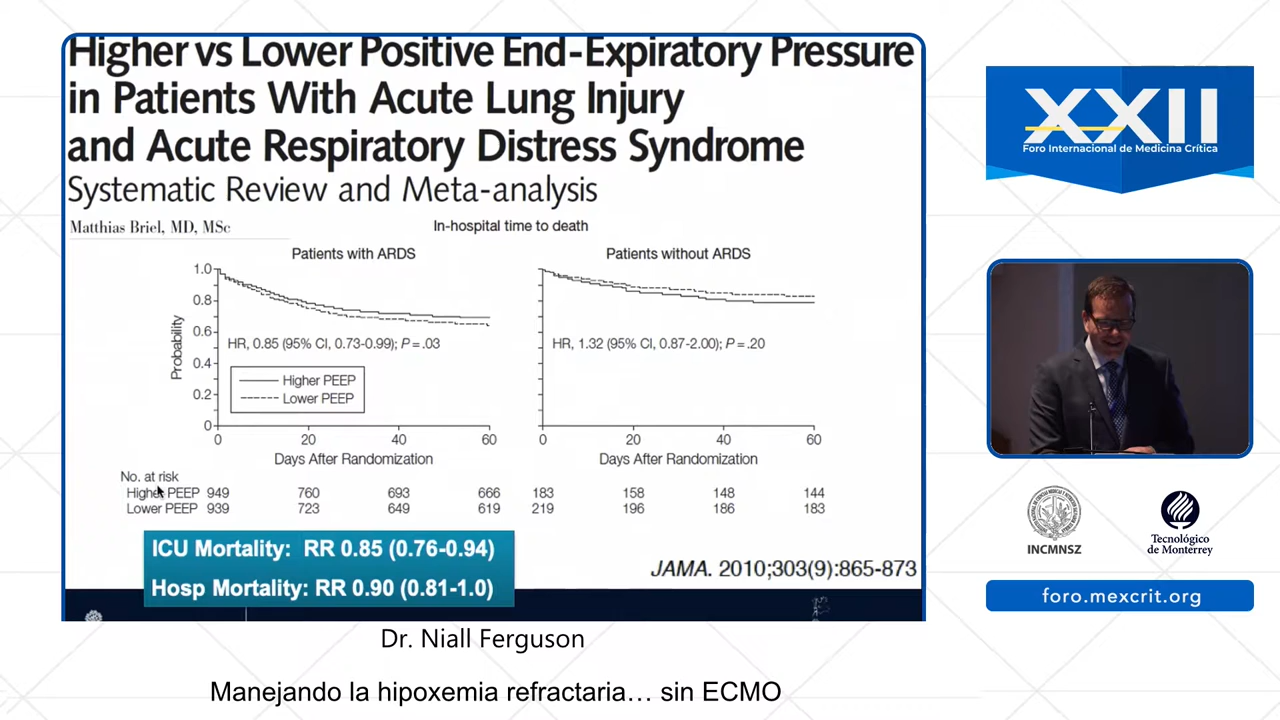 Higher vs Lower Positive End-Expiratory Pressure
in Patients With Acute Lung Injury
and Acute Respiratory Distress Syndrome
Systematic Review and Meta-analysis
Matthias Briel, MD, MSc
In-hospital time to death
Patients with ARDS
Patients without ARDS
Probability
1.0
0.8
0.6
0.4
0.2
0
HR, 0.85 (95% CI, 0.73-0.99); P = .03
HR, 1.32 (95% CI, 0.87-2.00); P = .20
Higher PEEP
Lower PEEP
0 20 40 60
0 20 40 60
Days After Randomization
Days After Randomization
No. at risk
Higher PEEP 949 760 693 666 183 158 148 144
Lower PEEP 939 723 649 619 219 196 186 183
ICU Mortality: RR 0.85 (0.76-0.94)
Hosp Mortality: RR 0.90 (0.81-1.0)
JAMA. 2010;303(9):865-873
XXII
Foro Internacional de Medicina Crítica
INCMNSZ
Tecnológico
de Monterrey
foro.mexcrit.org
Dr. Niall Ferguson
Manejando la hipoxemia refractaria... sin ECMO